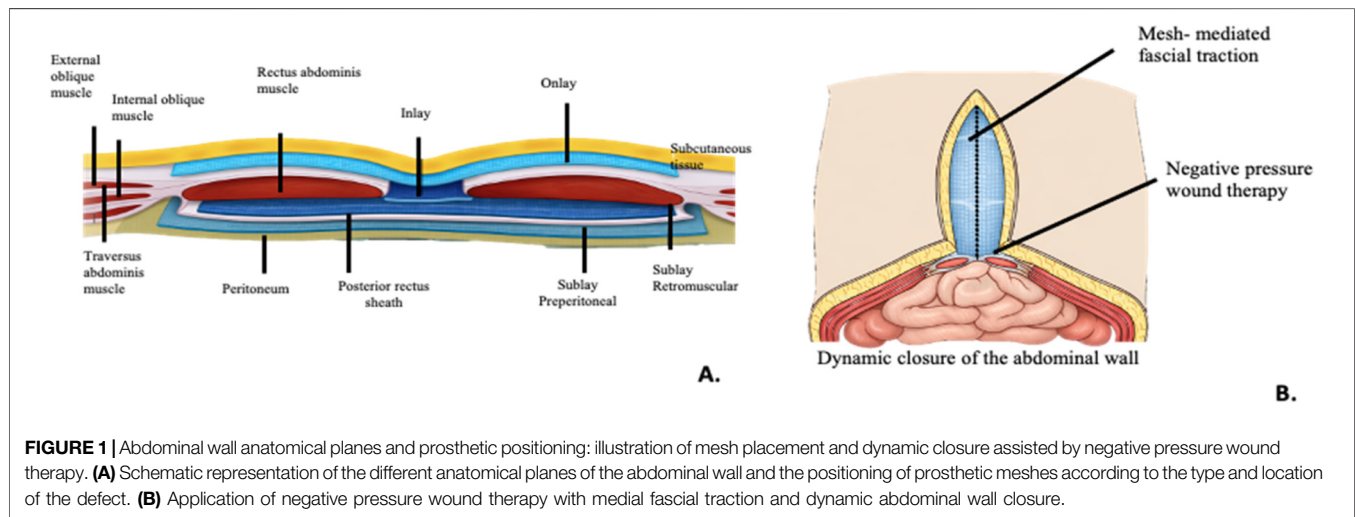 External
oblique
muscle
Internal oblique
muscle
Rectus abdominis
muscle
Inlay
Onlay
Subcutaneous
tissue
Traversus
abdominis
muscle
Peritoneum
Posterior rectus
sheath
Sublay
Preperitoneal
Sublay
Retromuscular
A.
Mesh- mediated
fascial traction
Negative pressure
wound therapy
Dynamic closure of the abdominal wall
B.
FIGURE 1 | Abdominal wall anatomical planes and prosthetic positioning: illustration of mesh placement and dynamic closure assisted by negative pressure wound
therapy. (A) Schematic representation of the different anatomical planes of the abdominal wall and the positioning of prosthetic meshes according to the type and location
of the defect. (B) Application of negative pressure wound therapy with medial fascial traction and dynamic abdominal wall closure.